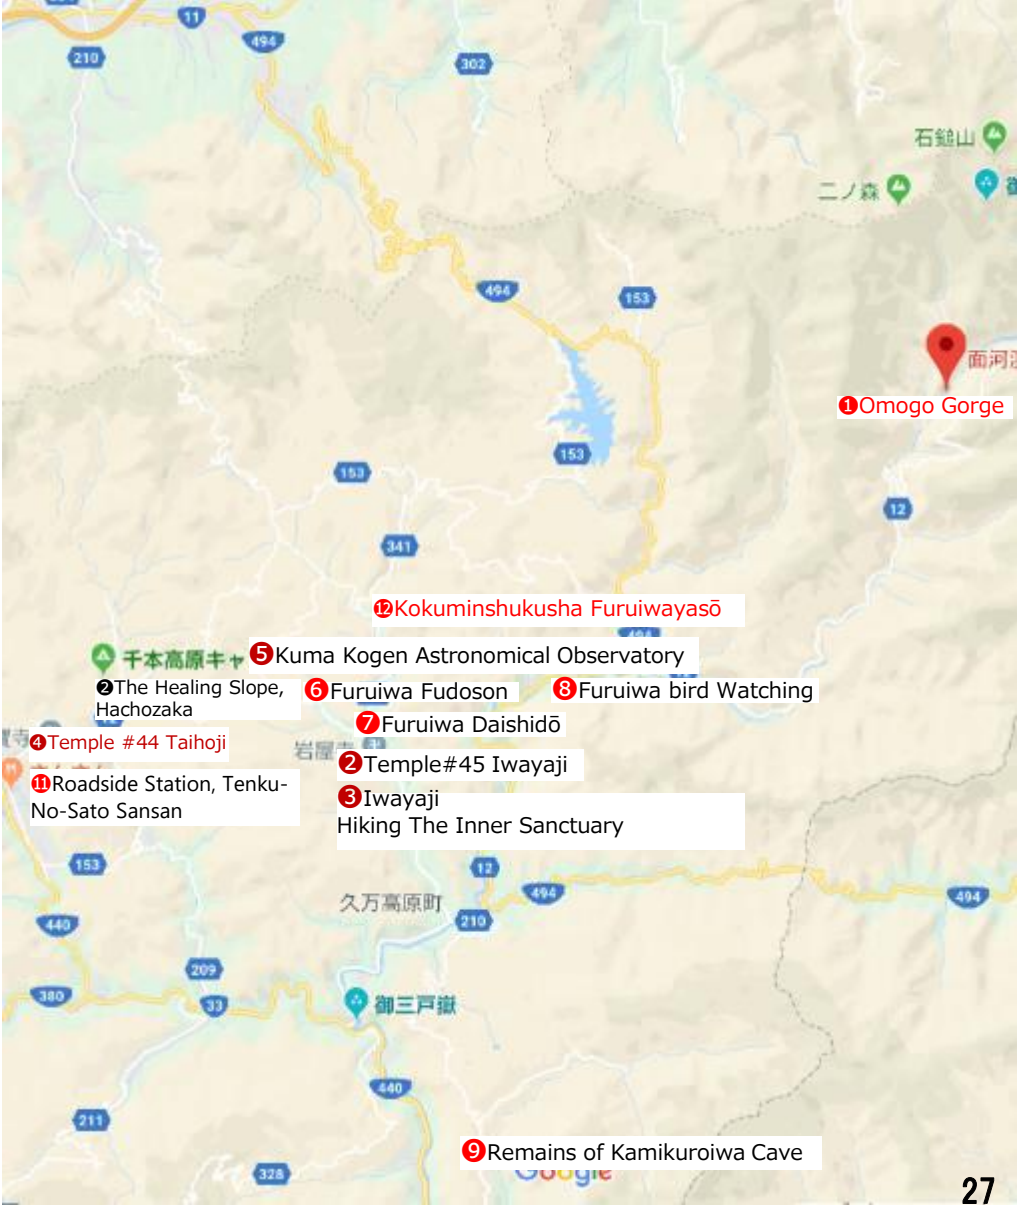 11
494
210
302
石鎚山
二ノ森
494
153
面河渓
❶Omogo Gorge
153
153
12
341
⓬Kokuminshukusha Furuiwayasō
494
千本高原キャ
❺Kuma Kogen Astronomical Observatory
❷The Healing Slope,
Hachozaka
❻Furuiwa Fudoson
❽Furuiwa bird Watching
❼Furuiwa Daishidō
❹Temple #44 Taihoji
岩屋寺
❷Temple#45 Iwayaji
⓫Roadside Station, Tenku-
No-Sato Sansan
❸Iwayaji
Hiking The Inner Sanctuary
153
12
494
494
久万高原町
440
210
209
380
33
御三戸嶽
440
211
❾Remains of Kamikuroiwa Cave
Google
328
27